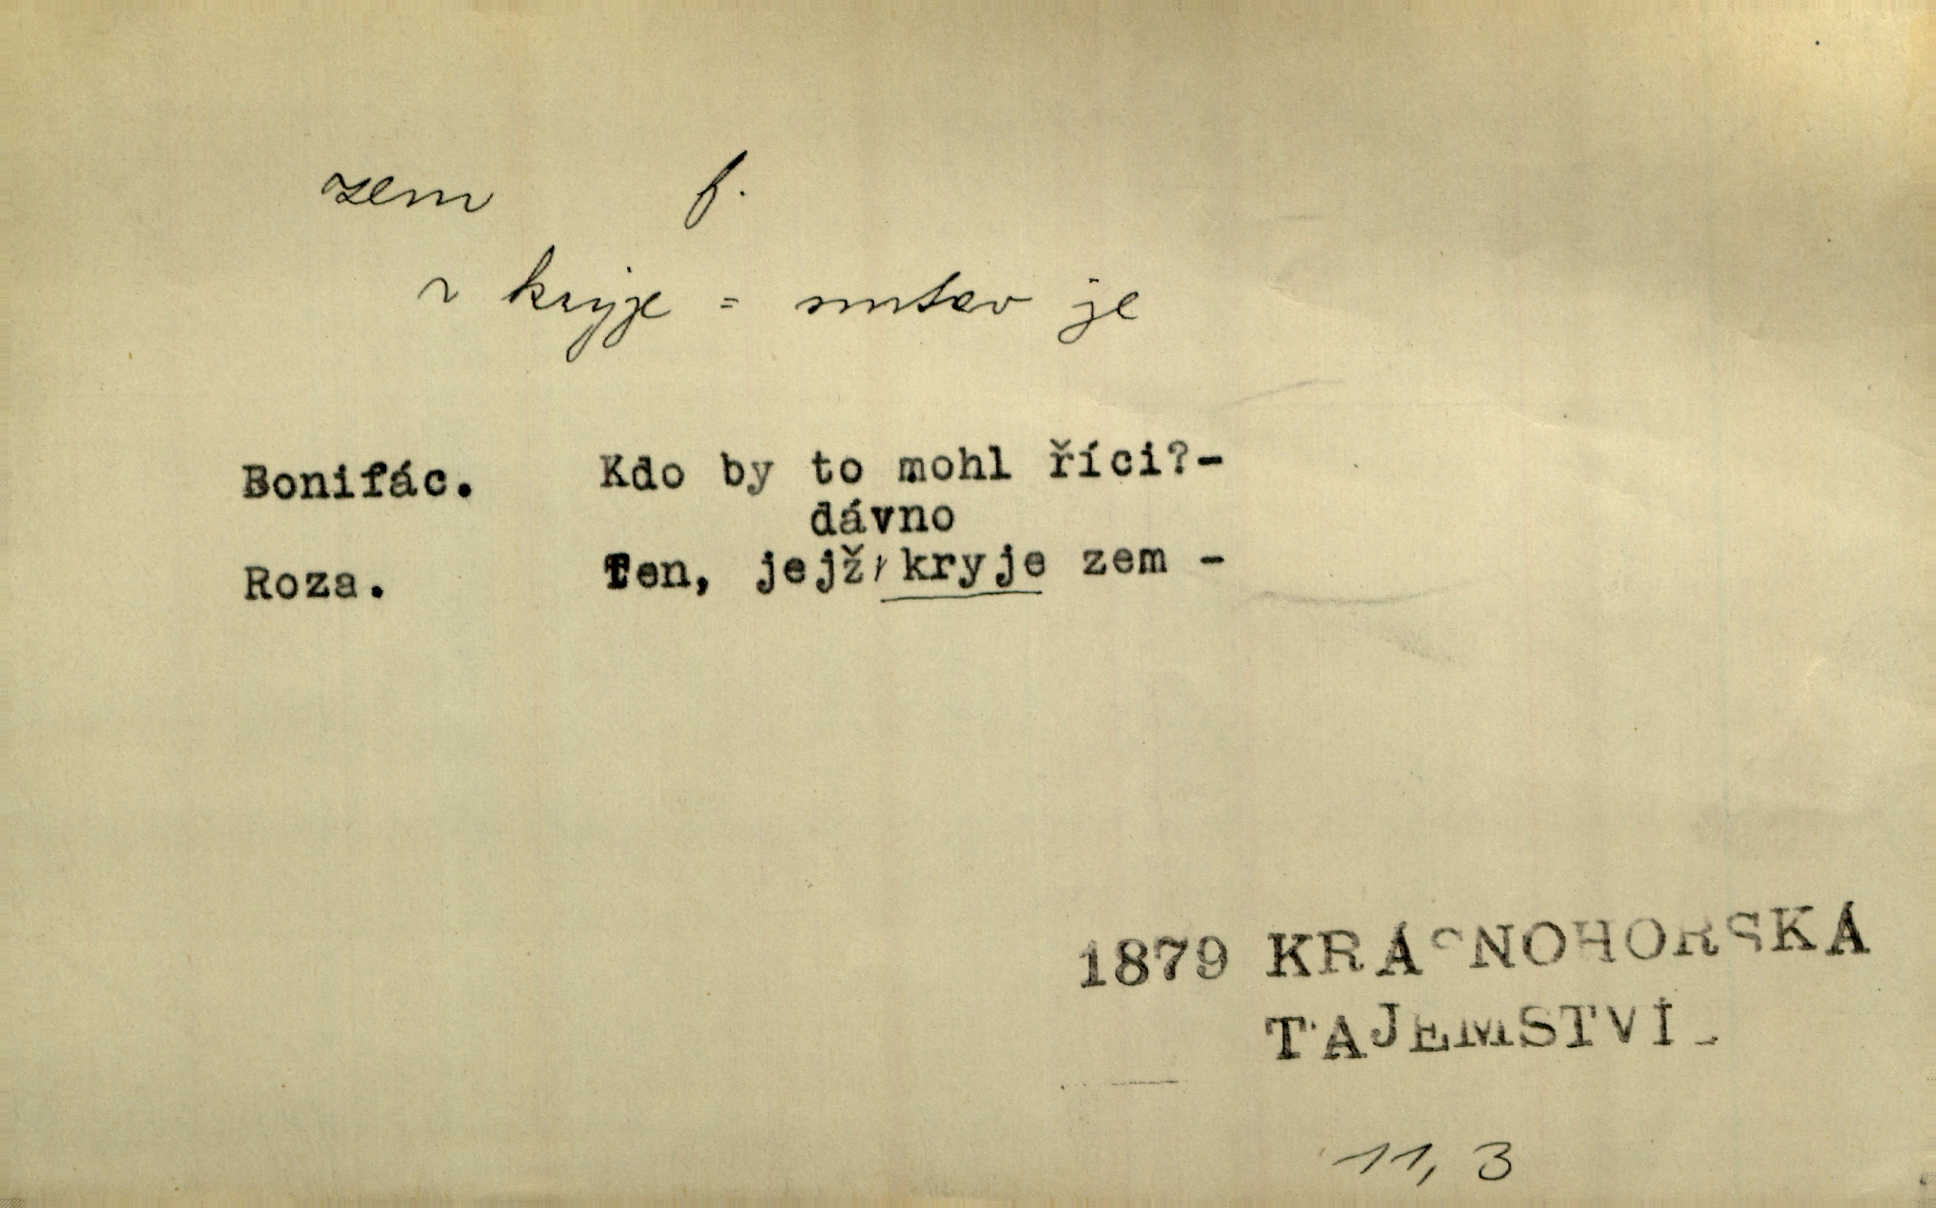 zem f.
~ kryje = mrtev je
Bonifác. Kdo by to mohl říci?-
dávno
Roza. Ten, jejž kryje zem -
1879 KRÁSNOHORSKÁ
TAJEMSTVÍ.
11, 3